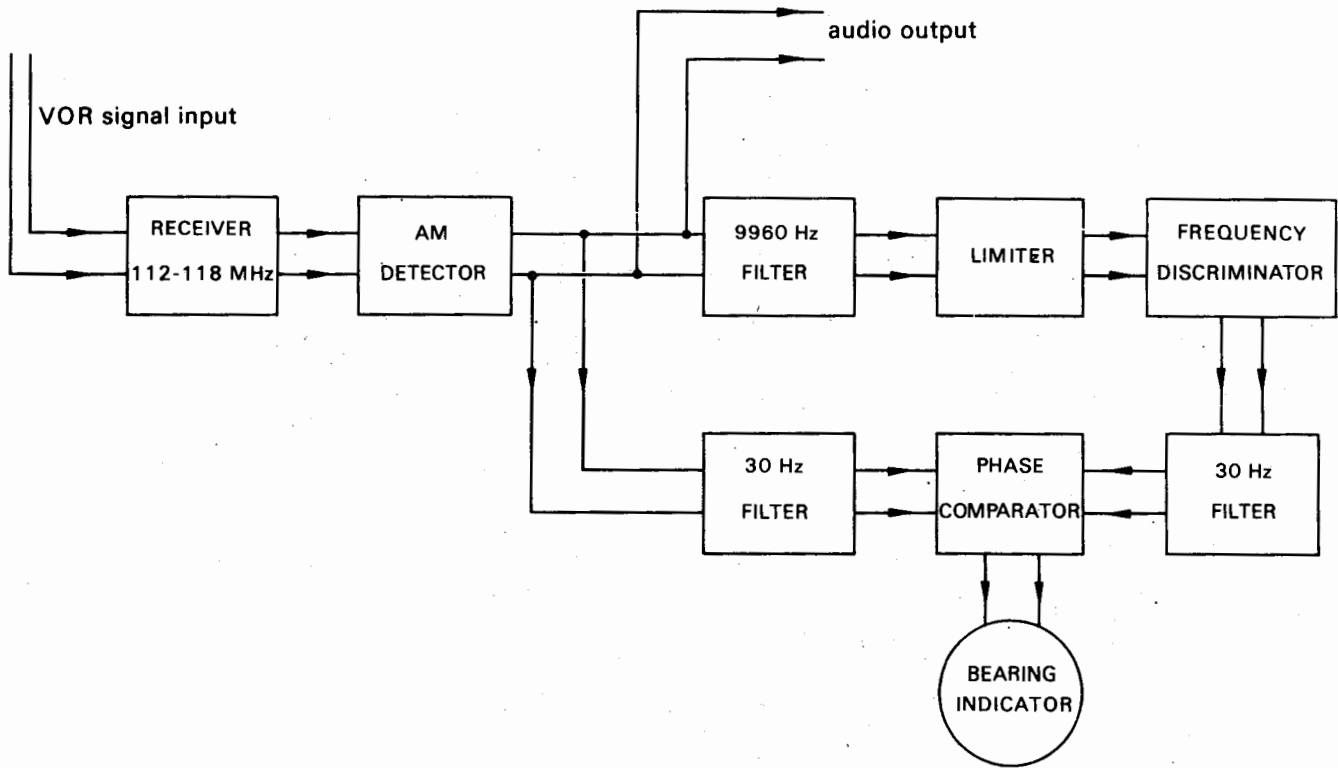 audio output
VOR signal input
RECEIVER
112-118 MHz
AM
DETECTOR
9960 Hz
FILTER
LIMITER
FREQUENCY
DISCRIMINATOR
30 Hz
FILTER
PHASE
COMPARATOR
30 Hz
FILTER
BEARING
INDICATOR